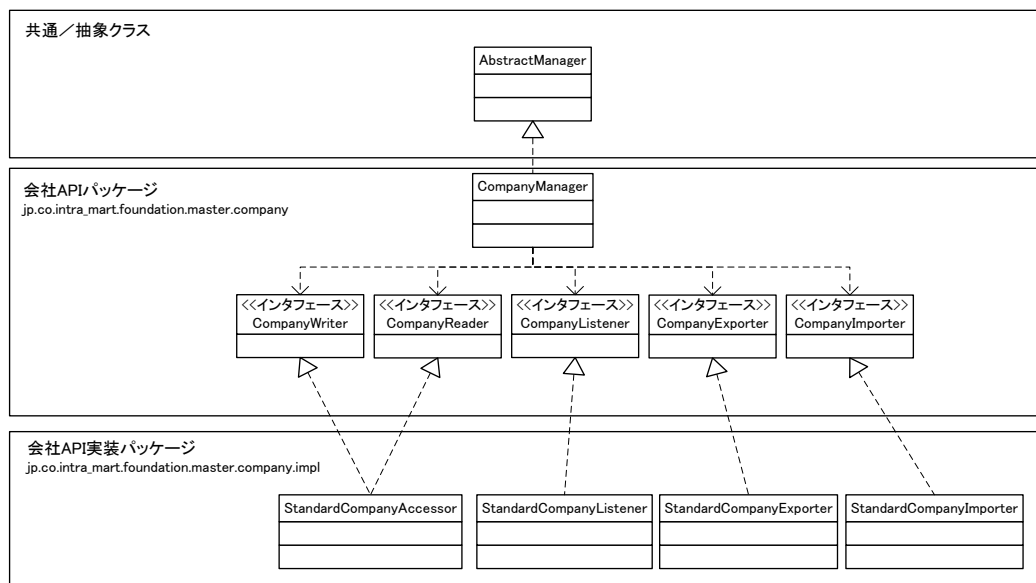 共通／抽象クラス
AbstractManager
会社APIパッケージ
jp.co.intra_mart.foundation.master.company
CompanyManager
<<インタフェース>>
CompanyWriter
<<インタフェース>>
CompanyReader
<<インタフェース>>
CompanyListener
<<インタフェース>>
CompanyExporter
<<インタフェース>>
CompanyImporter
会社API実装パッケージ
jp.co.intra_mart.foundation.master.company.impl
StandardCompanyAccessor
StandardCompanyListener
StandardCompanyExporter
StandardCompanyImporter